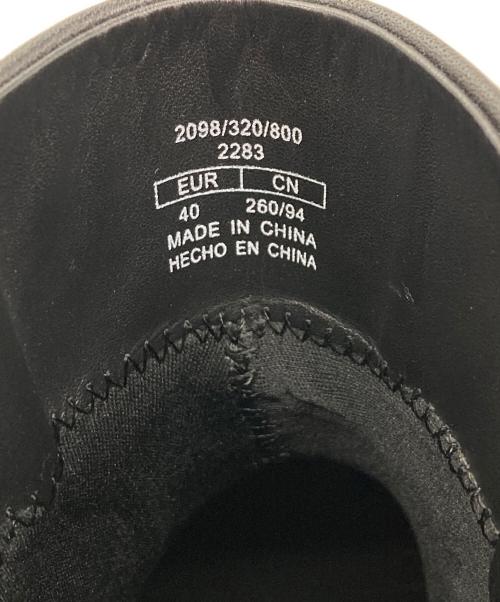 2098/320/800
2283
EUR CN
40 260/94
MADE IN CHINA
HECHO EN CHINA